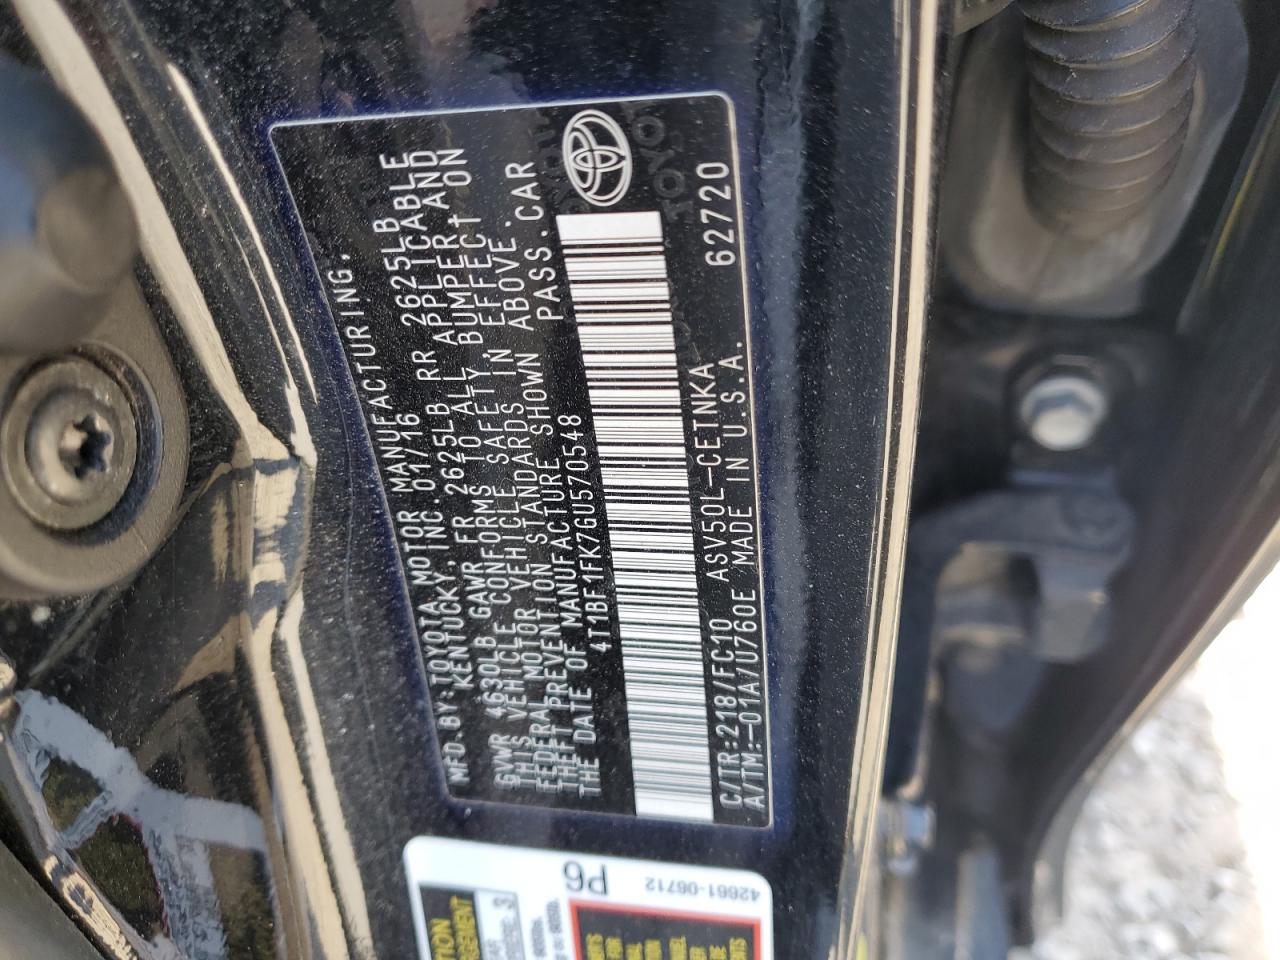 MFD.BY:TOYOTA MOTOR MANUFACTURING.
KENTUCKY,INC.01/16
GVWR 4630LB GAWR FR 2625LB RR 2625LB
THIS VEHICLE CONFORMS TO ALL APPLICABLE
FEDERAL MOTOR VEHICLE SAFETY, BUMPER, AND
THEFT PREVENTION STANDARDS IN EFFECT ON
THE DATE OF MANUFACTURE SHOWN ABOVE.
4T1BF1FK7GU570548 PASS.CAR
C/TR:218/FC10 ASV50L-CETNKA
A/TM:-01A/U760E MADE IN U.S.A. 62720
P6
42661-06712